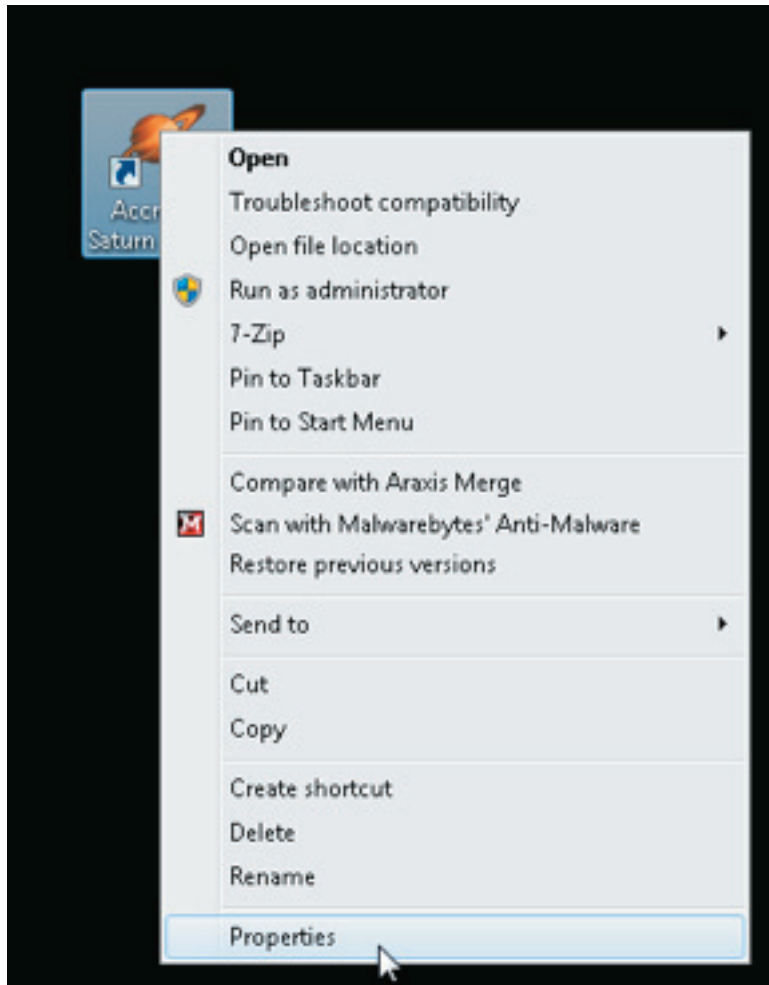 Saturn
Open
Troubleshoot compatibility
Open file location
Run as administrator
7-Zip
Pin to Taskbar
Pin to Start Menu
Compare with Araxis Merge
Scan with Malwarebytes' Anti-Malware
Restore previous versions
Send to
Cut
Copy
Create shortcut
Delete
Rename
Properties